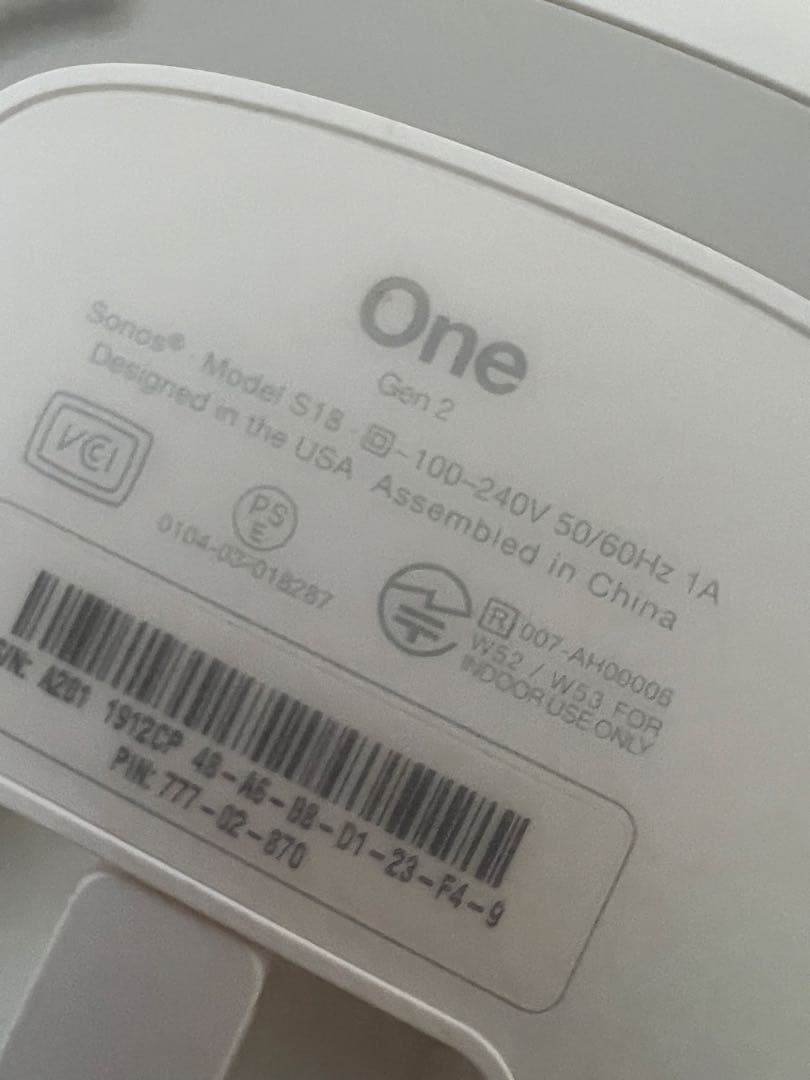 One
Gen 2
Sonos® · Model S18 · ⎓-100-240V 50/60Hz 1A
Designed in the USA Assembled in China
VCCI
PS
E
0104-03-018287
R 007-AH00006
W52 / W53 FOR
INDOOR USE ONLY
S/N: A201 1912CP 48-A6-B8-D1-23-F4-9
PIN: 777-02-870